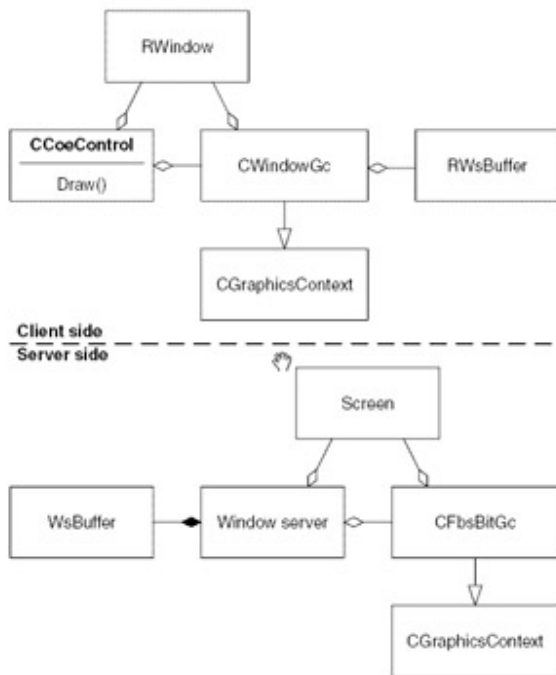 RWindow
CCoeControl
Draw()
CWindowGc
RWsBuffer
CGraphicsContext
Client side
Server side
Screen
WsBuffer
Window server
CFbsBitGc
CGraphicsContext